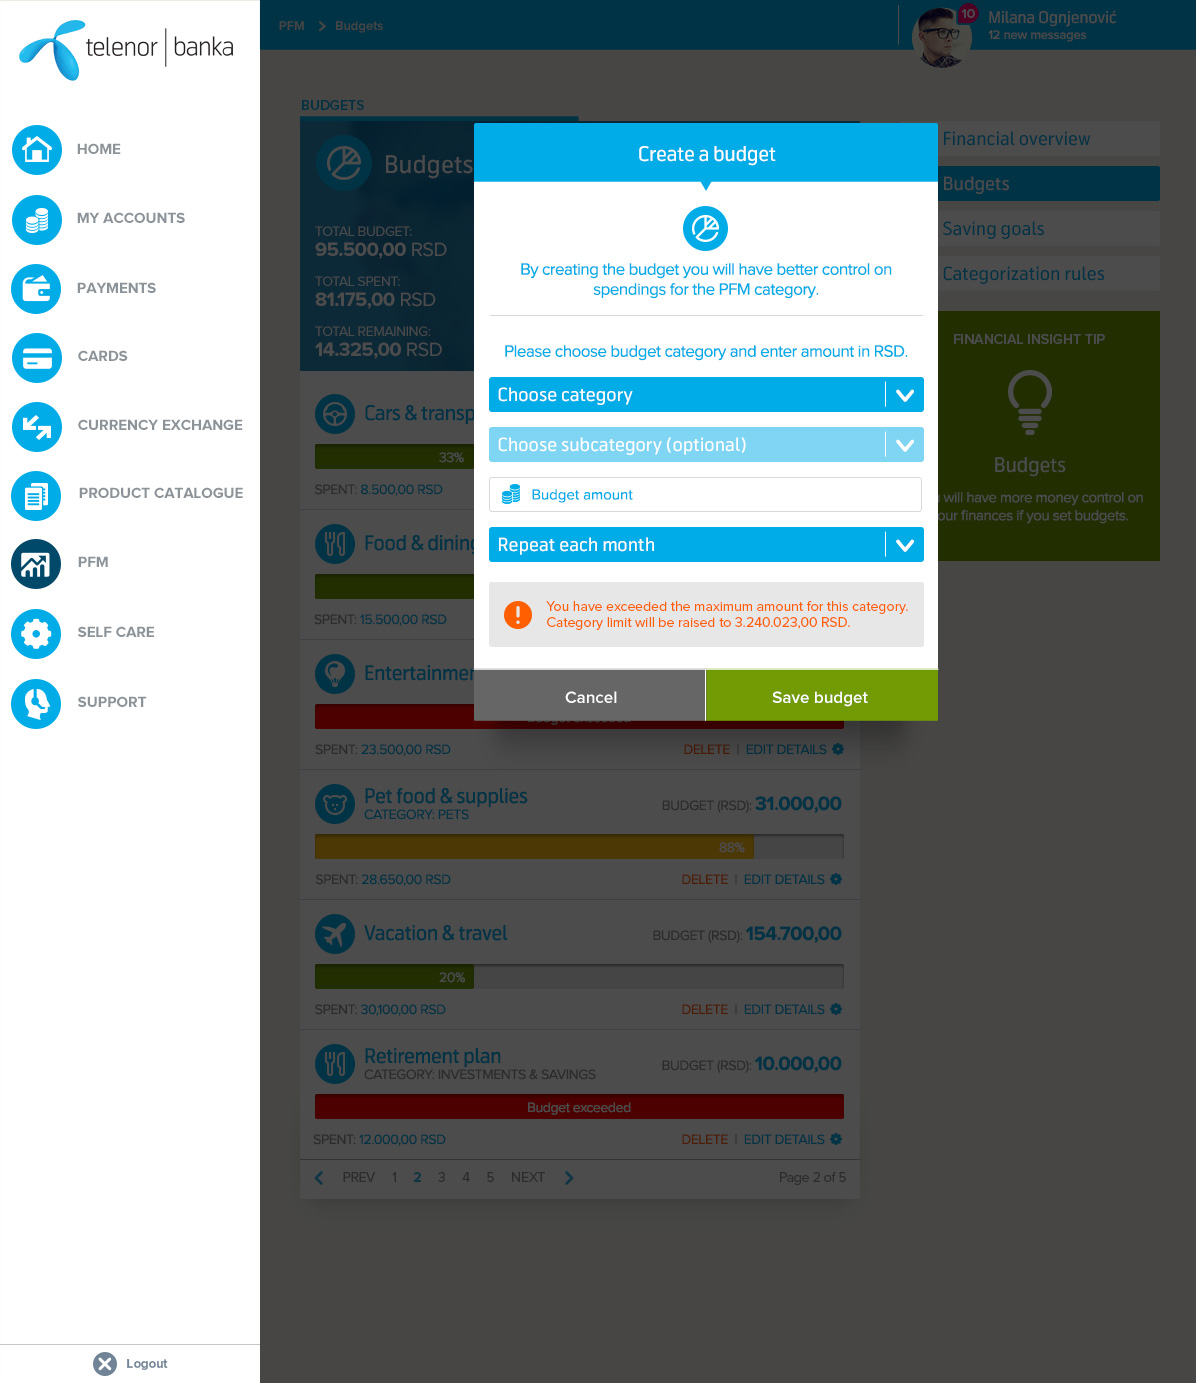 telenor banka
HOME
MY ACCOUNTS
PAYMENTS
CARDS
CURRENCY EXCHANGE
PRODUCT CATALOGUE
PFM
SELF CARE
SUPPORT
Logout
PFM > Budgets
10
Milana Ognjenović
12 new messages
BUDGETS
Budgets
TOTAL BUDGET:
95.500,00 RSD
TOTAL SPENT:
81.175,00 RSD
TOTAL REMAINING:
14.325,00 RSD
Cars & transp
33%
SPENT: 8.500,00 RSD
Food & dining
SPENT: 15.500,00 RSD
Entertainmen
SPENT: 23.500,00 RSD
DELETE | EDIT DETAILS
Pet food & supplies
CATEGORY: PETS
BUDGET (RSD): 31.000,00
88%
SPENT: 28.650,00 RSD
DELETE | EDIT DETAILS
Vacation & travel
BUDGET (RSD): 154.700,00
20%
SPENT: 30,100,00 RSD
DELETE | EDIT DETAILS
Retirement plan
CATEGORY: INVESTMENTS & SAVINGS
BUDGET (RSD): 10.000,00
Budget exceeded
SPENT: 12.000,00 RSD
DELETE | EDIT DETAILS
PREV 1 2 3 4 5 NEXT
Page 2 of 5
Create a budget
By creating the budget you will have better control on
spendings for the PFM category.
Please choose budget category and enter amount in RSD.
Choose category
Choose subcategory (optional)
Budget amount
Repeat each month
You have exceeded the maximum amount for this category.
Category limit will be raised to 3.240.023,00 RSD.
Cancel
Save budget
Financial overview
Budgets
Saving goals
Categorization rules
FINANCIAL INSIGHT TIP
Budgets
will have more money control on
our finances if you set budgets.